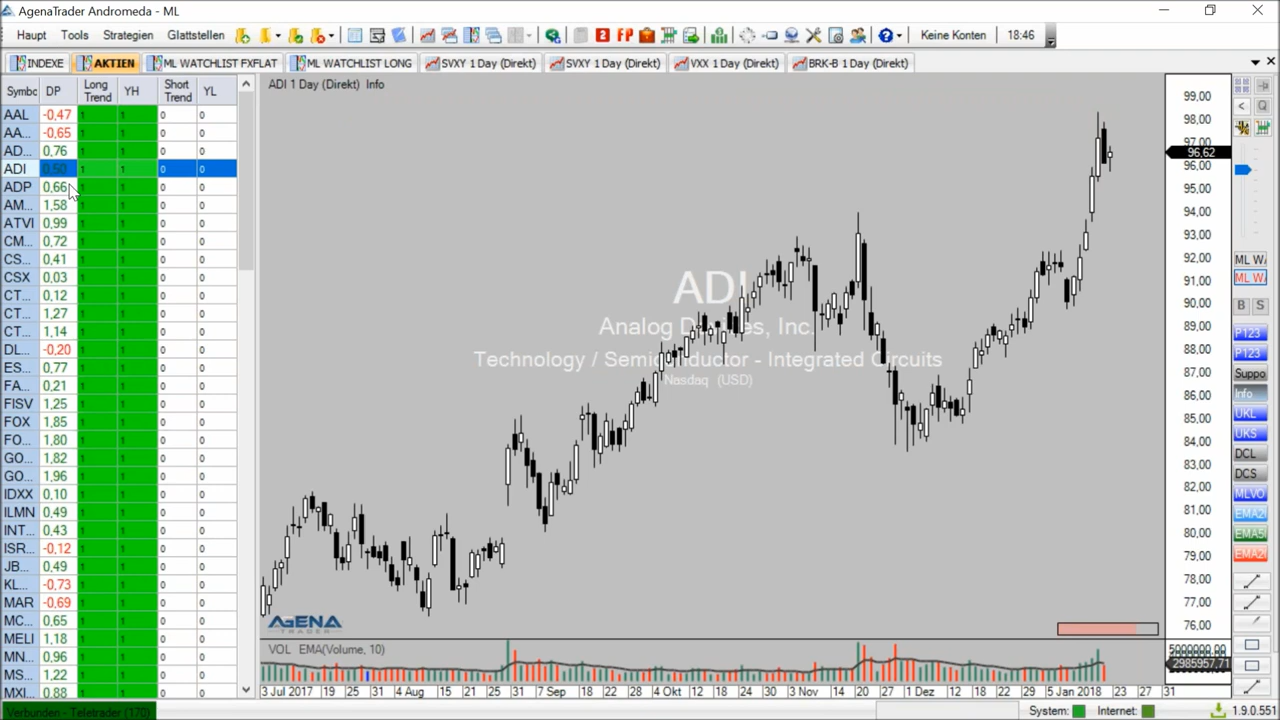 AgenaTrader Andromeda - ML
Haupt Tools Strategien Glattstellen Keine Konten 18:46
INDEXE AKTIEN ML WATCHLIST FXFLAT ML WATCHLIST LONG SVXY 1 Day (Direkt) SVXY 1 Day (Direkt) VXX 1 Day (Direkt) BRK-B 1 Day (Direkt)
Symbc DP Long Trend YH Short Trend YL
ADI 1 Day (Direkt) Info
AAL -0,47 1 1 0 0
AA... -0,65 1 1 0 0
AD... 0,76 1 1 0 0
ADI 0,50 1 1 0 0
ADP 0,66 1 1 0 0
AM... 1,58 1 1 0 0
ATVI 0,99 1 1 0 0
CM... 0,72 1 1 0 0
CS... 0,41 1 1 0 0
CSX 0,03 1 1 0 0
CT... 0,12 1 1 0 0
CT... 1,27 1 1 0 0
CT... 1,14 1 1 0 0
DL... -0,20 1 1 0 0
ES... 0,77 1 1 0 0
FA... 0,21 1 1 0 0
FISV 1,25 1 1 0 0
FOX 1,85 1 1 0 0
FO... 1,80 1 1 0 0
GO... 1,82 1 1 0 0
GO... 1,96 1 1 0 0
IDXX 0,10 1 1 0 0
ILMN 0,49 1 1 0 0
INT... 0,43 1 1 0 0
ISR... -0,12 1 1 0 0
JB... 0,49 1 1 0 0
KL... -0,73 1 1 0 0
MAR -0,69 1 1 0 0
MC... 0,65 1 1 0 0
MELI 1,18 1 1 0 0
MN... 0,96 1 1 0 0
MS... 1,22 1 1 0 0
MXI... 0,88 1 1 0 0
ADI
Analog Devices, Inc.
Technology / Semiconductor - Integrated Circuits
Nasdaq (USD)
AGENA
TRADER
VOL EMA(Volume, 10)
99,00
98,00
97,00
96,62
96,00
95,00
94,00
93,00
92,00
91,00
90,00
89,00
88,00
87,00
86,00
85,00
84,00
83,00
82,00
81,00
80,00
79,00
78,00
77,00
76,00
5000000,00
2985957,71
3 Jul 2017 19 25 31 4 Aug 15 21 25 31 7 Sep 18 22 28 4 Okt 18 24 30 3 Nov 14 20 27 1 Dez 12 18 22 28 5 Jan 2018 23 27 31
ML W
ML W
B S
P123
P123
Suppo
Info
UKL
UKS
DCL
DCS
MLVO
EMA2
EMA5
EMA2
Verbunden - Teletrader (170) System: Internet: 1.9.0.551